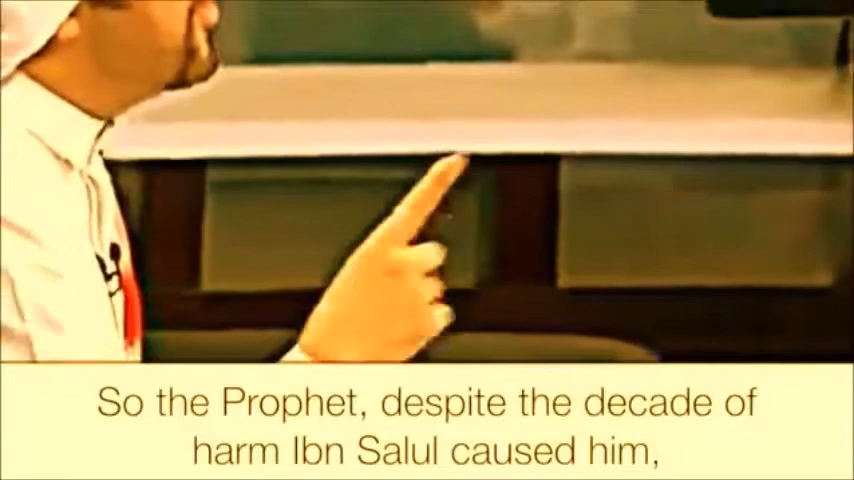 So the Prophet, despite the decade of
harm Ibn Salul caused him,